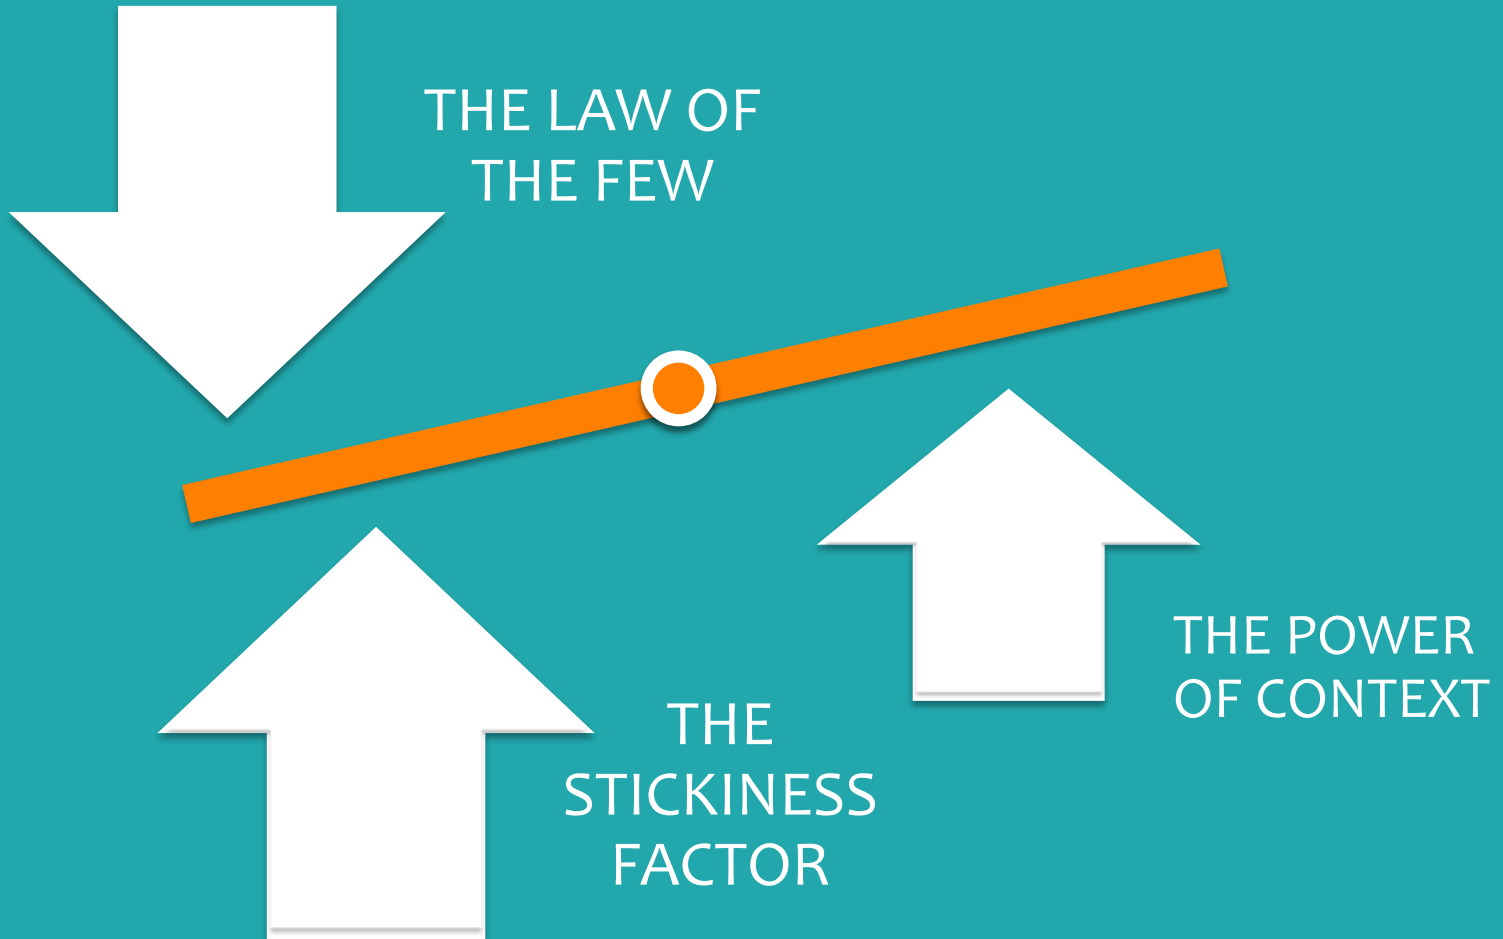 THE LAW OF
THE FEW
THE POWER
OF CONTEXT
THE
STICKINESS
FACTOR